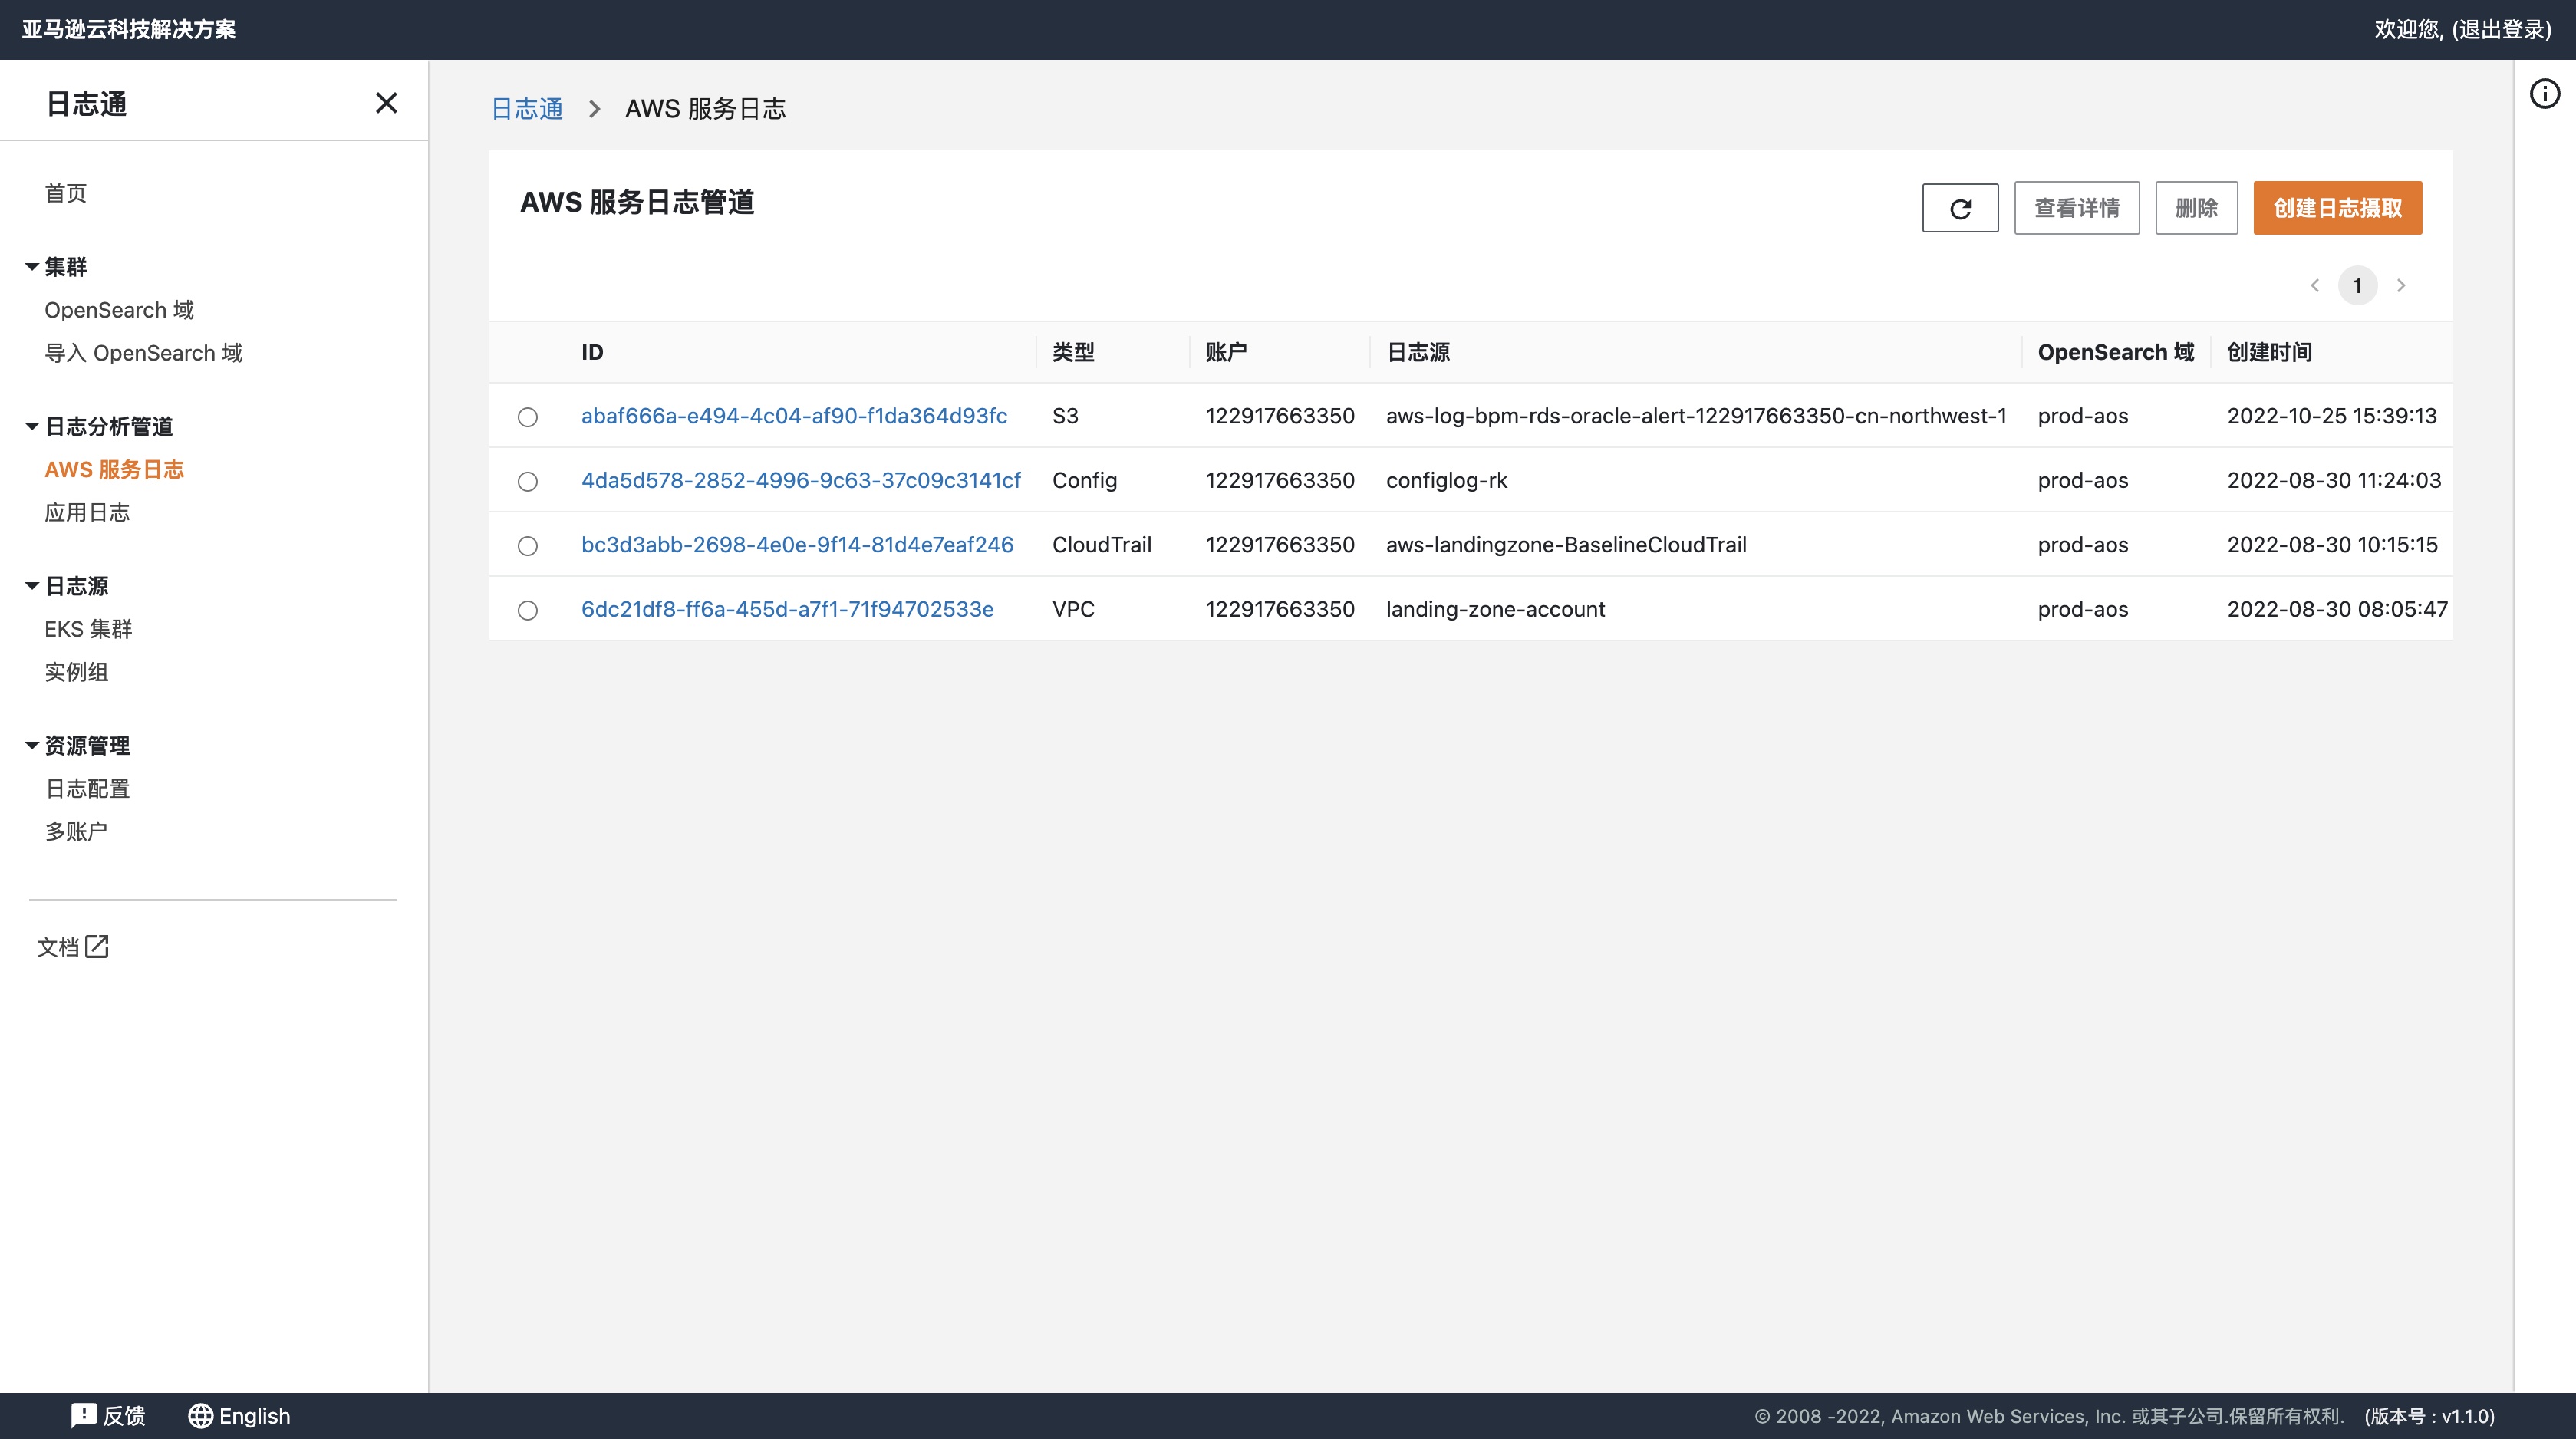 亚马逊云科技解决方案
欢迎您, (退出登录)
日志通
首页
集群
OpenSearch 域
导入 OpenSearch 域
日志分析管道
AWS 服务日志
应用日志
日志源
EKS 集群
实例组
资源管理
日志配置
多账户
文档
日志通 > AWS 服务日志
AWS 服务日志管道
查看详情 删除 创建日志摄取
1
ID 类型 账户 日志源 OpenSearch 域 创建时间
abaf666a-e494-4c04-af90-f1da364d93fc S3 122917663350 aws-log-bpm-rds-oracle-alert-122917663350-cn-northwest-1 prod-aos 2022-10-25 15:39:13
4da5d578-2852-4996-9c63-37c09c3141cf Config 122917663350 configlog-rk prod-aos 2022-08-30 11:24:03
bc3d3abb-2698-4e0e-9f14-81d4e7eaf246 CloudTrail 122917663350 aws-landingzone-BaselineCloudTrail prod-aos 2022-08-30 10:15:15
6dc21df8-ff6a-455d-a7f1-71f94702533e VPC 122917663350 landing-zone-account prod-aos 2022-08-30 08:05:47
反馈 English
© 2008 -2022, Amazon Web Services, Inc. 或其子公司.保留所有权利. (版本号 : v1.1.0)